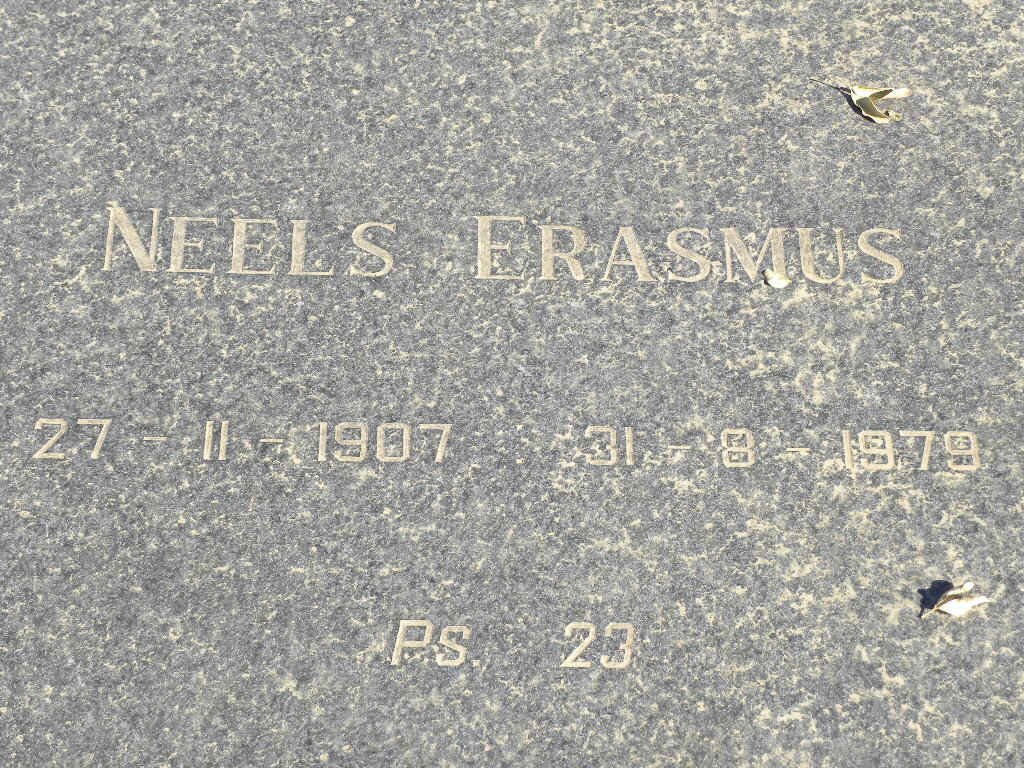 NEELS ERASMUS
27 - 11 - 1907 31 - 8 - 1979
Ps. 23